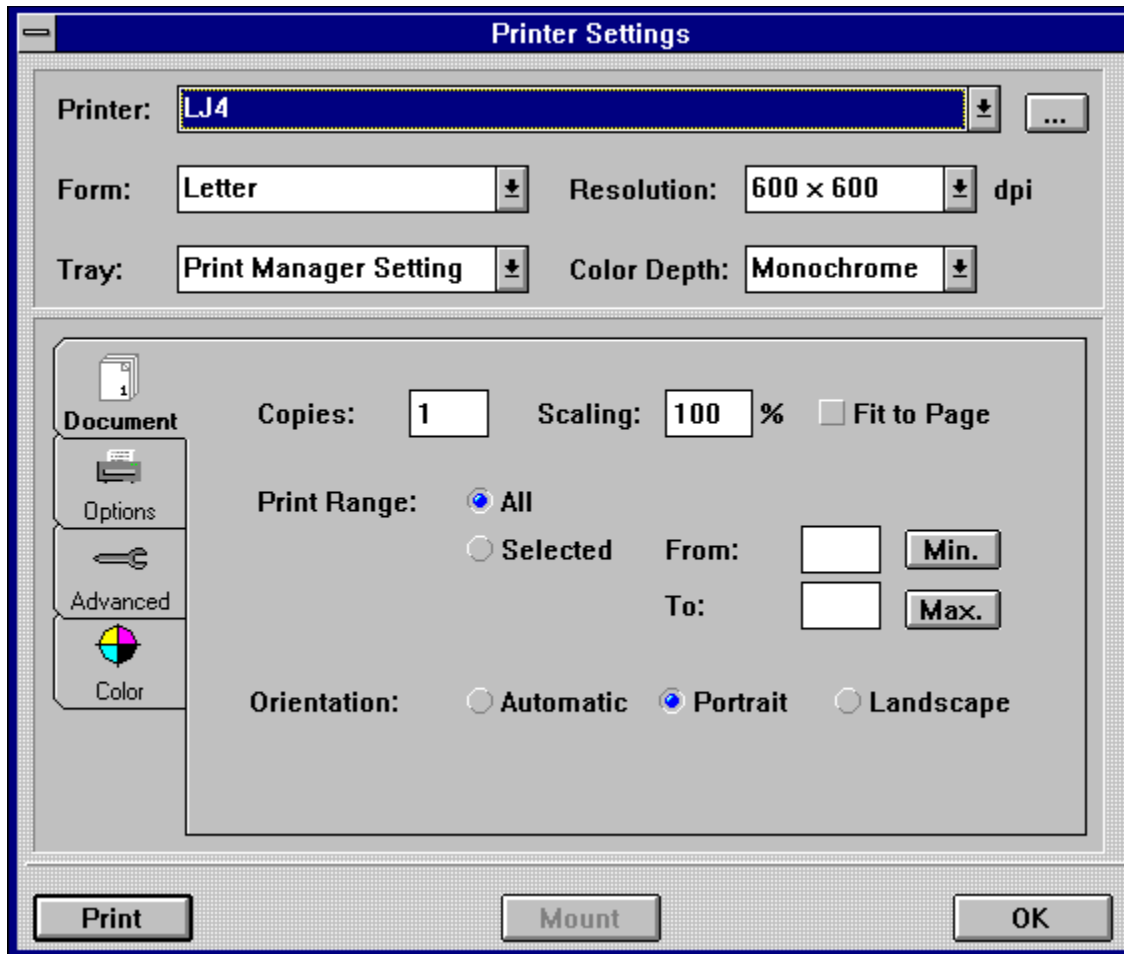 Printer Settings
Printer: LJ4 ...
Form: Letter Resolution: 600 × 600 dpi
Tray: Print Manager Setting Color Depth: Monochrome
1
Document Copies: 1 Scaling: 100 % Fit to Page
Options Print Range: All
Selected From: Min.
Advanced To: Max.
Color Orientation: Automatic Portrait Landscape
Print Mount OK